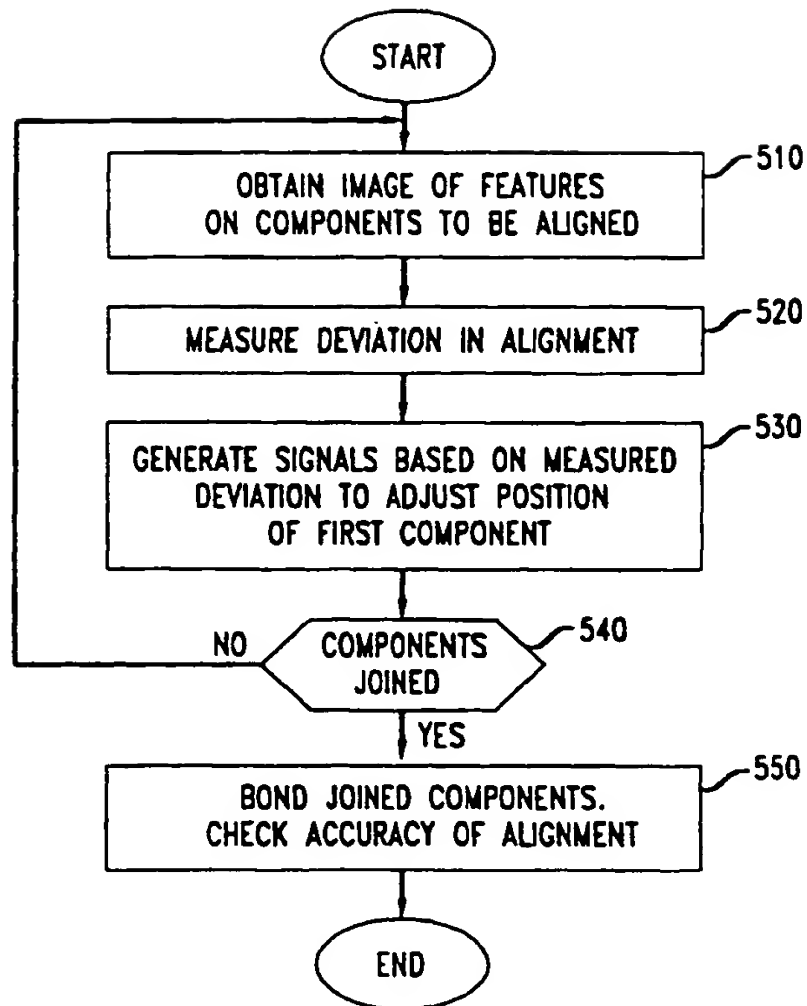 START
510
OBTAIN IMAGE OF FEATURES
ON COMPONENTS TO BE ALIGNED
520
MEASURE DEVIATION IN ALIGNMENT
530
GENERATE SIGNALS BASED ON MEASURED
DEVIATION TO ADJUST POSITION
OF FIRST COMPONENT
540
NO
COMPONENTS
JOINED
YES
550
BOND JOINED COMPONENTS.
CHECK ACCURACY OF ALIGNMENT
END